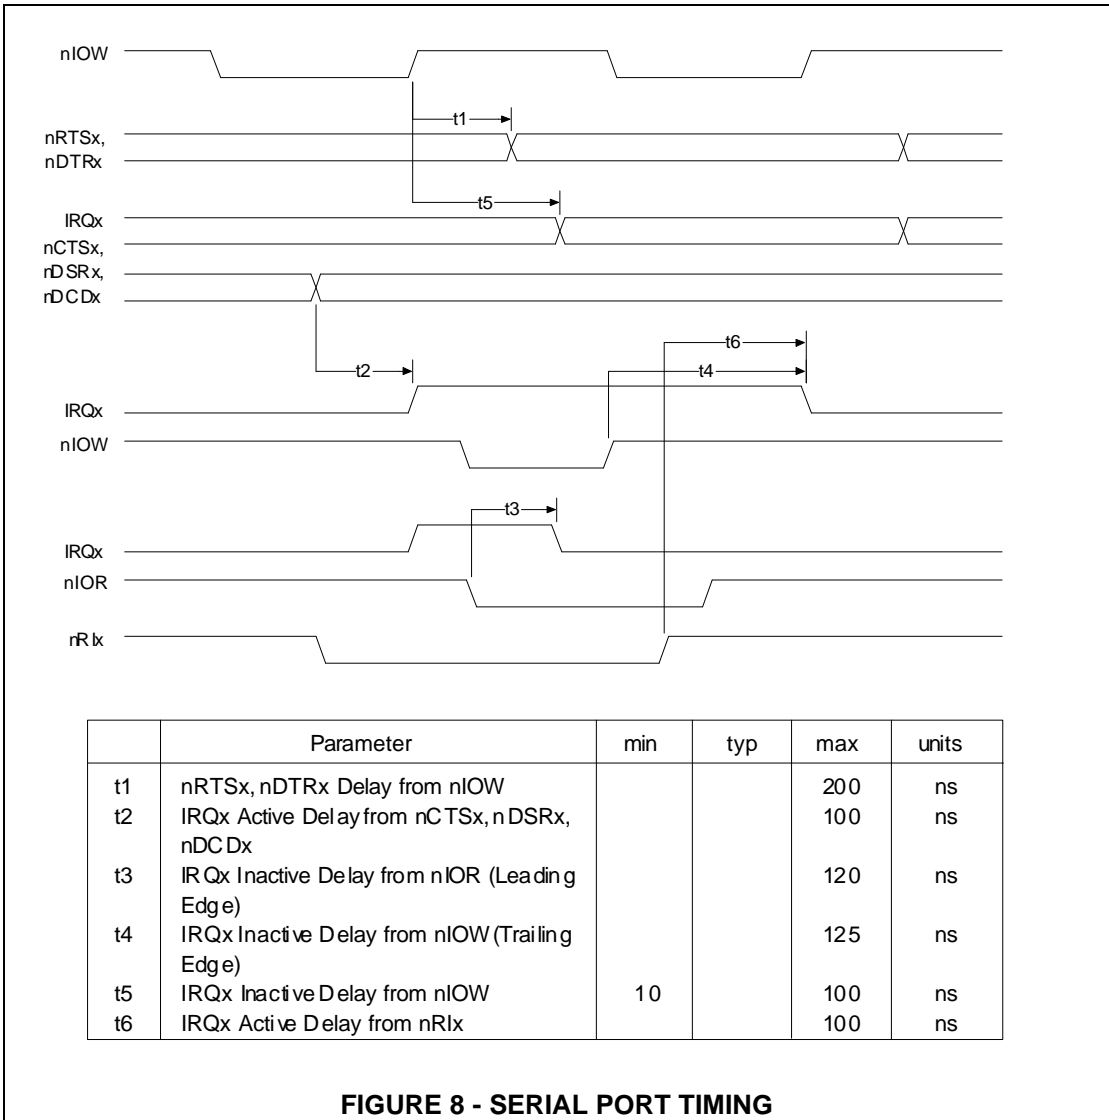 nIOW
t1
nRTSx,
nDTRx
t5
IRQx
nCTSx,
nDSRx,
nDCDx
t6
t2
t4
IRQx
nIOW
t3
IRQx
nIOR
nRIx
Parameter min typ max units
t1 nRTSx, nDTRx Delay from nIOW 200 ns
t2 IRQx Active Delay from nCTSx, nDSRx, 100 ns
nDCDx
t3 IRQx Inactive Delay from nIOR (Leading 120 ns
Edge)
t4 IRQx Inactive Delay from nIOW (Trailing 125 ns
Edge)
t5 IRQx Inactive Delay from nIOW 10 100 ns
t6 IRQx Active Delay from nRIx 100 ns
FIGURE 8 - SERIAL PORT TIMING